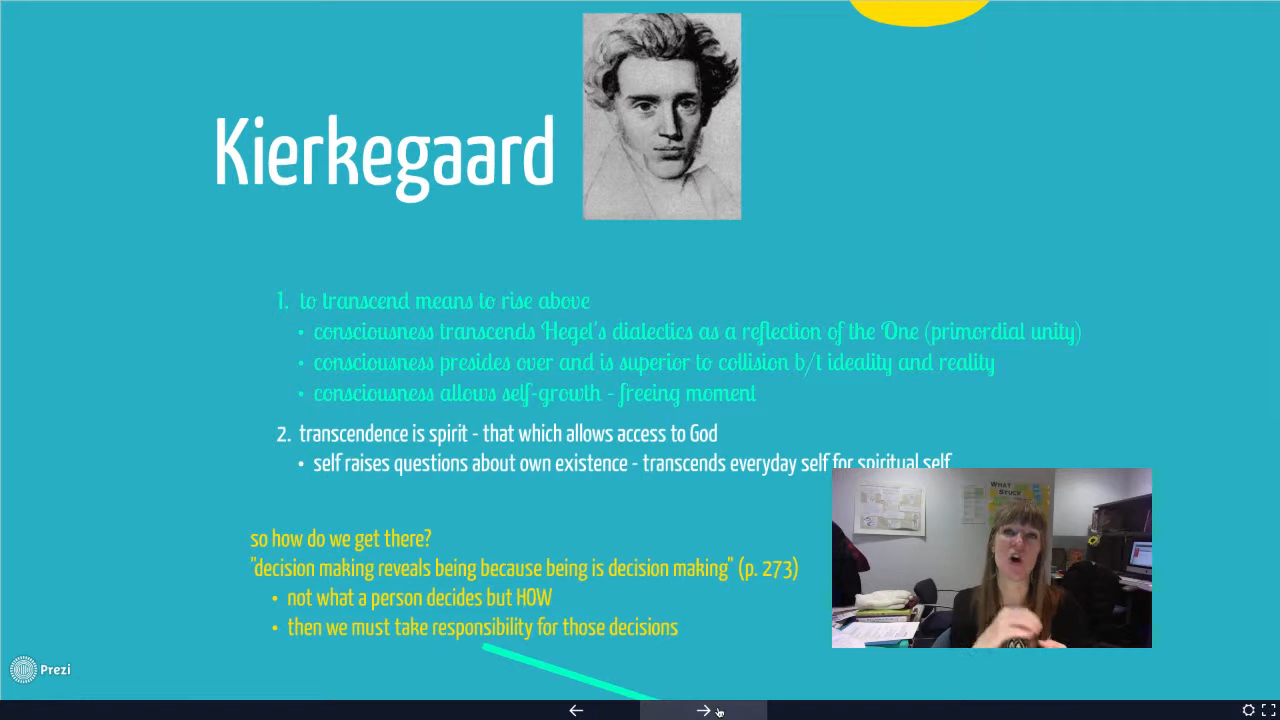 Kierkegaard
1. to transcend means to rise above
• consciousness transcends Hegel's dialectics as a reflection of the One (primordial unity)
• consciousness presides over and is superior to collision b/t ideality and reality
• consciousness allows self-growth - freeing moment
2. transcendence is spirit - that which allows access to God
• self raises questions about own existence - transcends everyday self for spiritual self
so how do we get there?
"decision making reveals being because being is decision making" (p. 273)
• not what a person decides but HOW
• then we must take responsibility for those decisions
WHAT
STUCK
Prezi